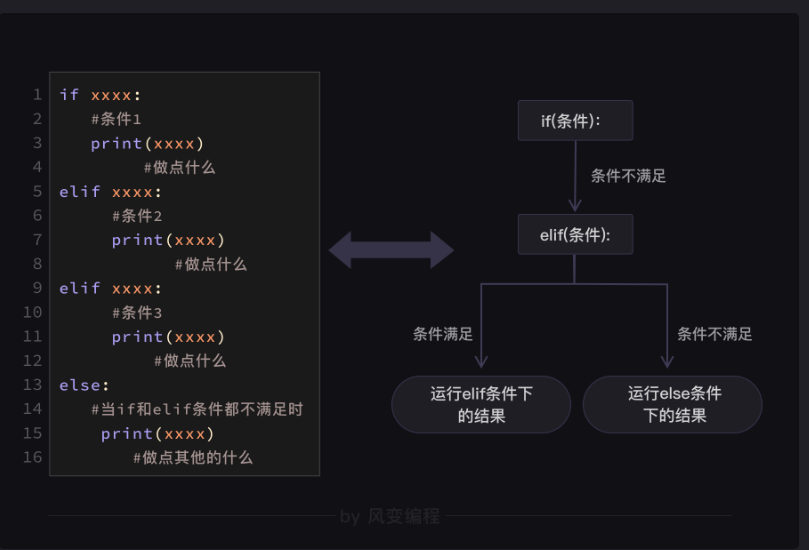 1 if xxxx:
2 #条件1
3 print(xxxx)
4 #做点什么
5 elif xxxx:
6 #条件2
7 print(xxxx)
8 #做点什么
9 elif xxxx:
10 #条件3
11 print(xxxx)
12 #做点什么
13 else:
14 #当if和elif条件都不满足时
15 print(xxxx)
16 #做点其他的什么
if(条件):
条件不满足
elif(条件):
条件满足
条件不满足
运行elif条件下
的结果
运行else条件
下的结果
by 风变编程